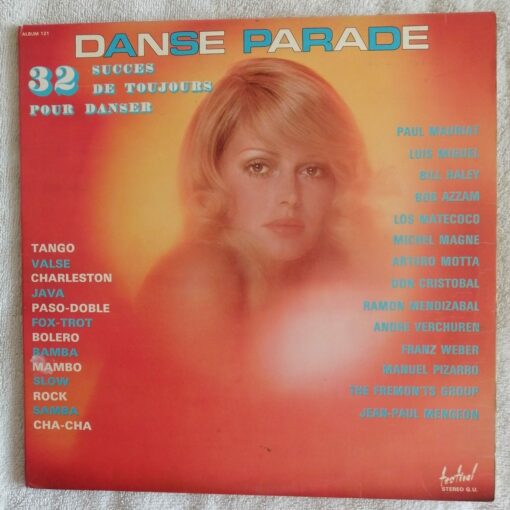 ALBUM 121
DANSE PARADE
32 SUCCES
DE TOUJOURS
POUR DANSER
PAUL MAURIAT
LUIS MIGUEL
BILL HALEY
BOB AZZAM
LOS MATECOCO
MICHEL MAGNE
ARTURO MOTTA
DON CRISTOBAL
RAMON MENDIZABAL
ANDRE VERCHUREN
FRANZ WEBER
MANUEL PIZARRO
THE FREMON'TS GROUP
JEAN-PAUL MENGEON
TANGO
VALSE
CHARLESTON
JAVA
PASO-DOBLE
FOX-TROT
BOLERO
BAMBA
MAMBO
SLOW
ROCK
SAMBA
CHA-CHA
festival
STEREO G.U.